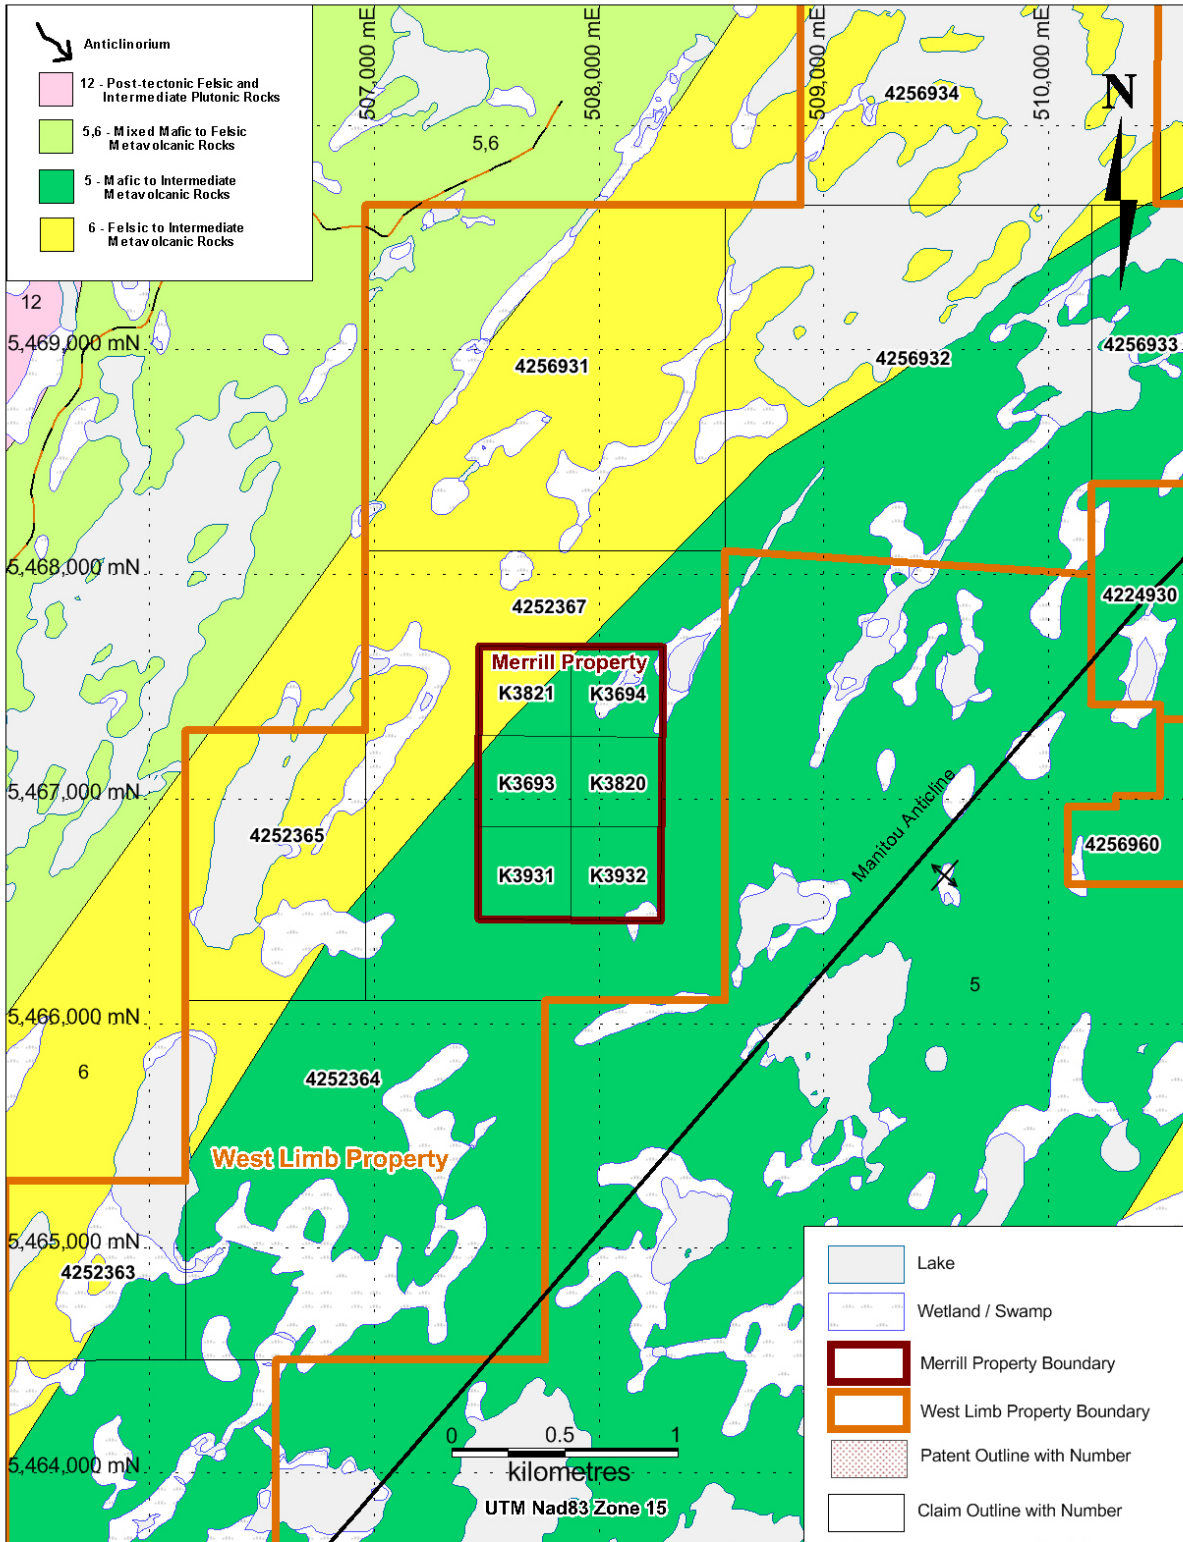 Anticlinorium
12 - Post-tectonic Felsic and
Intermediate Plutonic Rocks
5,6 - Mixed Mafic to Felsic
Metavolcanic Rocks
5 - Mafic to Intermediate
Metavolcanic Rocks
6 - Felsic to Intermediate
Metavolcanic Rocks
507,000 mE
508,000 mE
509,000 mE
510,000 mE
N
4256934
5,6
12
5,469,000 mN
4256931
4256932
4256933
5,468,000 mN
4252367
4224930
Merrill Property
K3821
K3694
K3693
K3820
5,467,000 mN
4252365
Manitou Anticline
4256960
K3931
K3932
5
5,466,000 mN
6
4252364
West Limb Property
5,465,000 mN
4252363
Lake
Wetland / Swamp
Merrill Property Boundary
West Limb Property Boundary
Patent Outline with Number
Claim Outline with Number
0 0.5 1
kilometres
5,464,000 mN
UTM Nad83 Zone 15